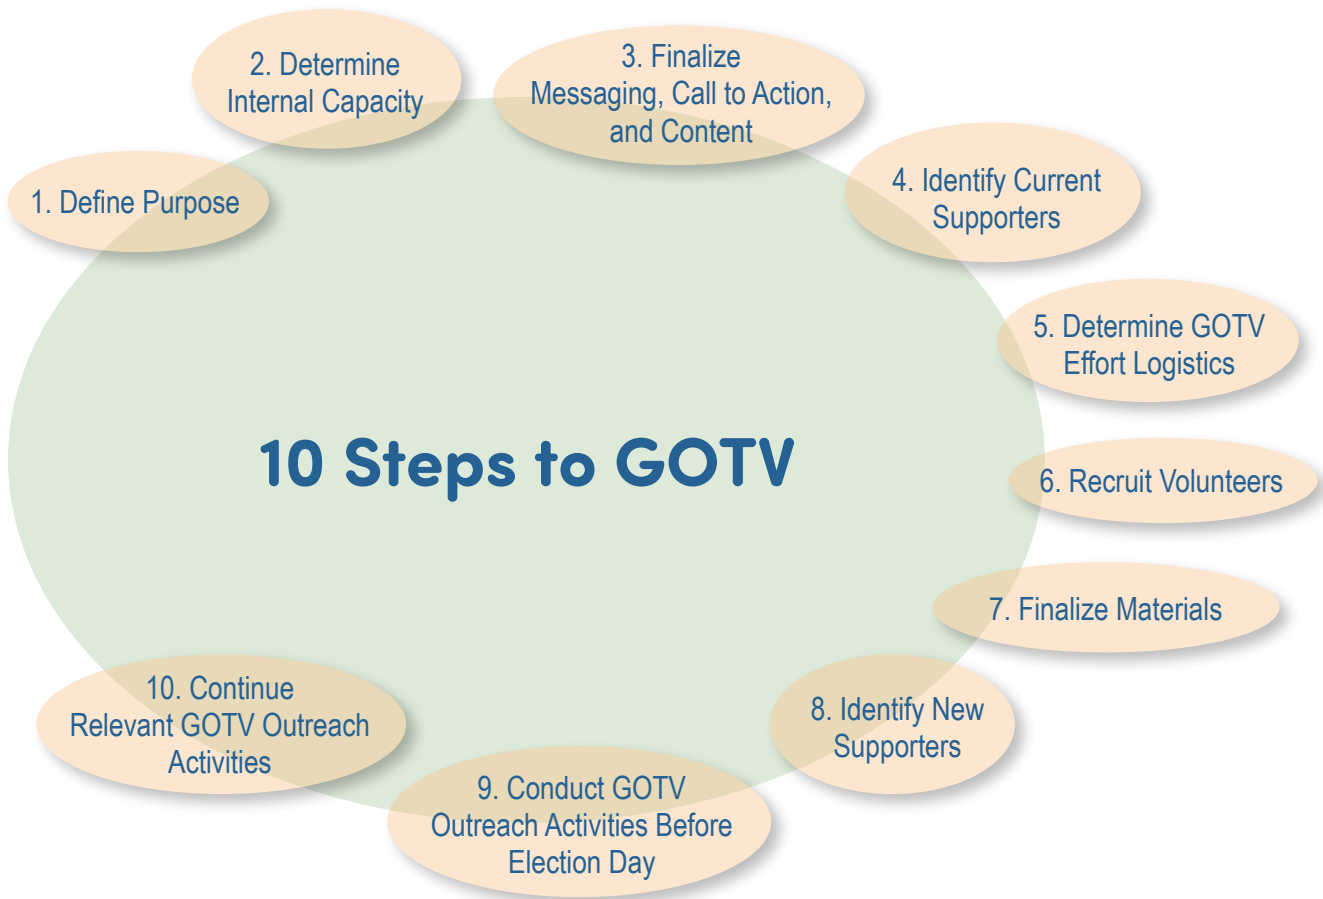 1. Define Purpose
2. Determine
Internal Capacity
3. Finalize
Messaging, Call to Action,
and Content
4. Identify Current
Supporters
5. Determine GOTV
Effort Logistics
6. Recruit Volunteers
7. Finalize Materials
8. Identify New
Supporters
9. Conduct GOTV
Outreach Activities Before
Election Day
10. Continue
Relevant GOTV Outreach
Activities
10 Steps to GOTV